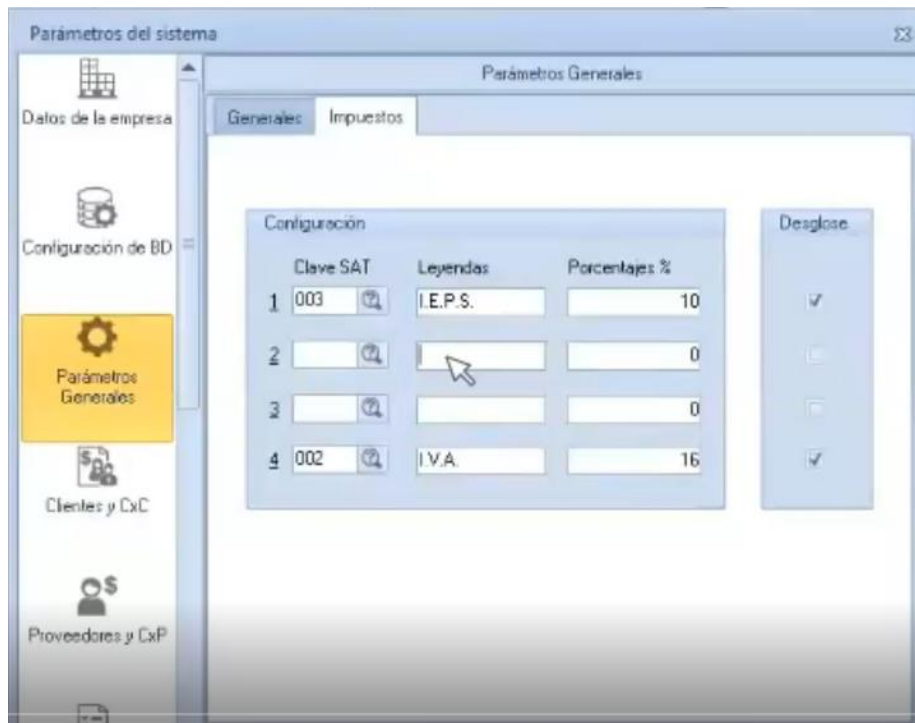 Parámetros del sistema
Datos de la empresa
Configuración de BD
Parámetros
Generales
Clientes y CxC
Proveedores y CxP
Parámetros Generales
Generales Impuestos
Configuración Desglose
Clave SAT Leyendas Porcentajes %
1 003 I.E.P.S. 10
2 0
3 0
4 002 I.V.A. 16